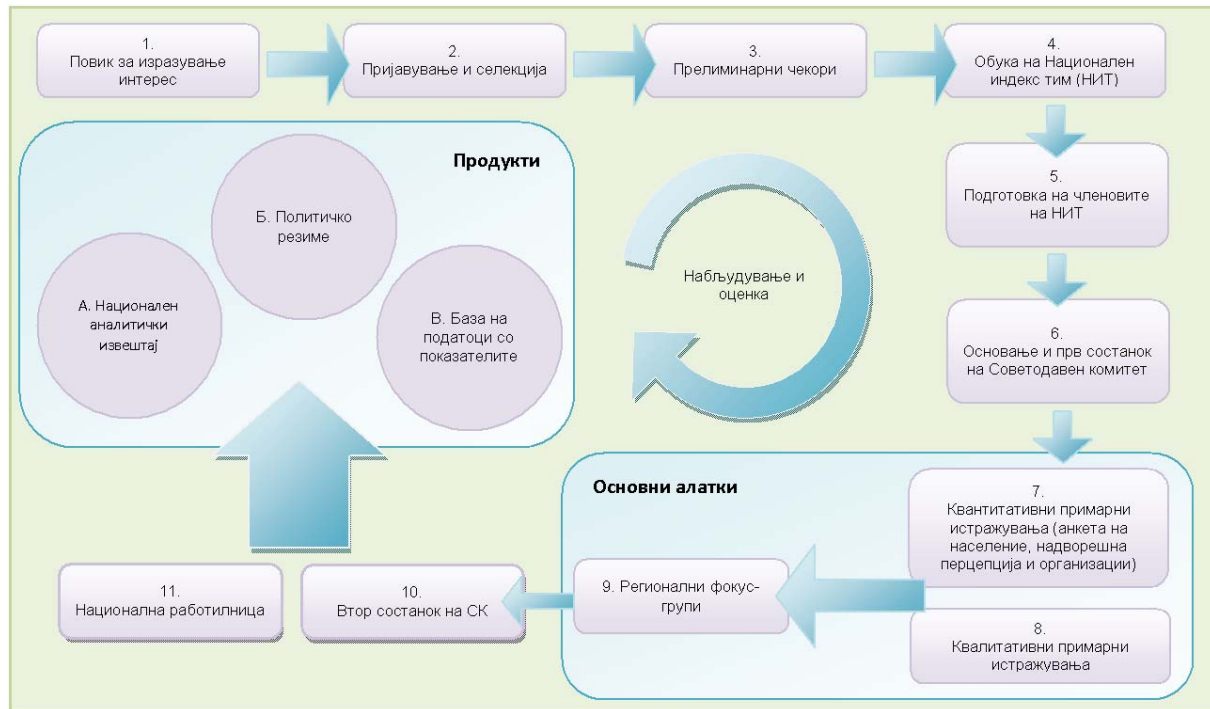 1.
Повик за изразување
интерес
2.
Пријавување и селекција
3.
Прелиминарни чекори
4.
Обука на Национален
индекс тим (НИТ)
5.
Подготовка на членовите
на НИТ
6.
Основање и прв состанок
на Советодавен комитет
Основни алатки
7.
Квантитативни примарни
истражувања (анкета на
население, надворешна
перцепција и организации)
8.
Квалитативни примарни
истражувања
9. Регионални фокус-
групи
10.
Втор состанок на СК
11.
Национална работилница
Продукти
А. Национален
аналитички
извештај
Б. Политичко
резиме
В. База на
податоци со
показателите
Набљудување и
оценка